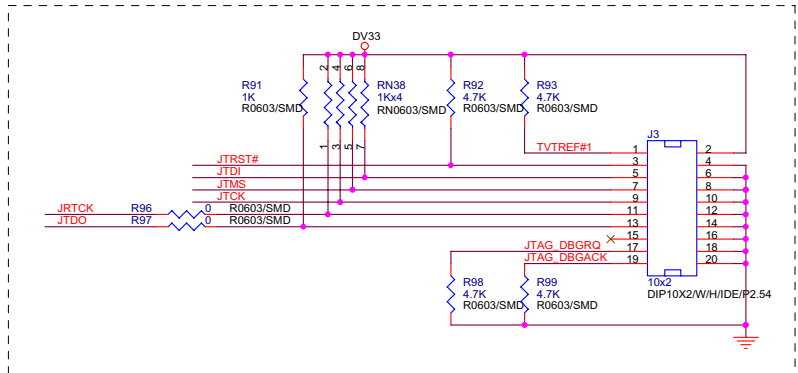 DV33
R91
1K
R0603/SMD
2
4
6
8
RN38
1Kx4
RN0603/SMD
1
3
5
7
R92
4.7K
R0603/SMD
R93
4.7K
R0603/SMD
J3
TVTREF#1
1
2
JTRST#
3
4
JTDI
5
6
JTMS
7
8
JTCK
9
10
JRTCK
R96
0
R0603/SMD
11
12
JTDO
R97
0
R0603/SMD
13
14
15
16
JTAG_DBGRQ
17
18
JTAG_DBGACK
19
20
R98
4.7K
R0603/SMD
R99
4.7K
R0603/SMD
10x2
DIP10X2/W/H/IDE/P2.54